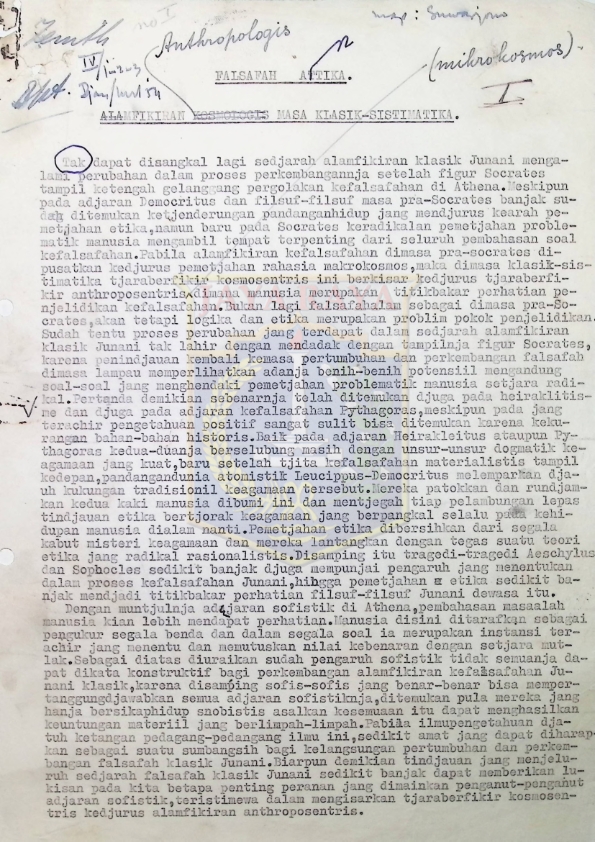 no I
map : Suwarjono
Zenith
Anthropologis
IV/
(mikrokosmos)
Djan/
FALSAFAH ATTIKA.
I
ALAMFIKIRAN KOSMOLOGIS MASA KLASIK-SISTIMATIKA.
Tak dapat disangkal lagi sedjarah alamfikiran klasik Junani menga-
lami perubahan dalam proses perkembangannja setelah figur Socrates
tampil ketengah gelanggang pergolakan kefalsafahan di Athena.Meskipun
pada adjaran Democritus dan filsuf-filsuf masa pra-Socrates banjak su-
dah ditemukan ketjenderungan pandanganhidup jang mendjurus kearah pe-
metjahan etika,namun baru pada Socrates keradikalan pemetjahan proble-
matik manusia mengambil tempat terpenting dari seluruh pembahasan soal
kefalsafahan.Pabila alamfikiran kefalsafahan dimasa pra-socrates di-
pusatkan kedjurus pemetjahan rahasia makrokosmos,maka dimasa klasik-sis-
timatika tjaraberfikir kosmosentris ini berkisar kedjurus tjaraberfi-
kir anthroposentris,dimana manusia merupakan titikbakar perhatian pe-
njelidikan kefalsafahan.Bukan lagi falsafahalam sebagai dimasa pra-So-
crates,akan tetapi logika dan etika merupakan problim pokok penjelidikan.
Sudah tentu proses perubahan jang terdapat dalam sedjarah alamfikiran
klasik Junani tak lahir dengan mendadak dengan tampilnja figur Socrates,
karena penindjauan kembali kemasa pertumbuhan dan perkembangan falsafah
dimasa lampau memperlihatkan adanja benih-benih potensiil mengandung
soal-soal jang menghendaki pemetjahan problematik manusia setjara radi-
kal.Pertanda demikian sebenarnja telah ditemukan djuga pada heiraklitis-
me dan djuga pada adjaran kefalsafahan Pythagoras,meskipun pada jang
terachir pengetahuan positif sangat sulit bisa ditemukan karena keku-
rangan bahan-bahan historis.Baik pada adjaran Heirakleitus ataupun Py-
thagoras kedua-duanja berselubung masih dengan unsur-unsur dogmatik ke-
agamaan jang kuat,baru setelah tjita kefalsafahan materialistis tampil
kedepan,pandangandunia atomistik Leucippus-Democritus melemparkan dja-
uh kukungan tradisionil keagamaan tersebut.Mereka patokkan dan rundjam-
kan kedua kaki manusia dibumi ini dan mentjegah tiap pelambungan lepas
tindjauan etika bertjorak keagamaan jang berpangkal selalu pada kehi-
dupan manusia dialam nanti.Pemetjahan etika dibersihkan dari segala
kabut misteri keagamaan dan mereka lantangkan dengan tegas suatu teori
etika jang radikal rasionalistis.Disamping itu tragedi-tragedi Aeschylus
dan Sophocles sedikit banjak djuga mempunjai pengaruh jang menentukan
dalam proses kefalsafahan Junani,hingga pemetjahan etika sedikit ba-
njak mendjadi titikbakar perhatian filsuf-filsuf Junani dewasa itu.
Dengan muntjulnja adjaran sofistik di Athena,pembahasan masaalah
manusia kian lebih mendapat perhatian.Manusia disini ditarafkan sebagai
pengukur segala benda dan dalam segala soal ia merupakan instansi ter-
achir jang menentu dan memutuskan nilai kebenaran dengan setjara mut-
lak.Sebagai diatas diuraikan sudah pengaruh sofistik tidak semuanja da-
pat dikata konstruktif bagi perkembangan alamfikiran kefalsafahan Ju-
nani klasik,karena disamping sofis-sofis jang benar-benar bisa memper-
tanggungdjawabkan semua adjaran sofistiknja,ditemukan pula mereka jang
hanja bersikaphidup snobistis asalkan kesemuaan itu dapat menghasilkan
keuntungan materiil jang berlimpah-limpah.Pabila ilmupengetahuan dja-
tuh ketangan pedagang-pedangang ilmu ini,sedikit amat jang dapat diharap-
kan sebagai suatu sumbangsih bagi kelangsungan pertumbuhan dan perkem-
bangan falsafah klasik Junani.Biarpun demikian tindjauan jang menjelu-
ruh sedjarah falsafah klasik Junani sedikit banjak dapat memberikan lu-
kisan pada kita betapa penting peranan jang dimainkan penganut-penganut
adjaran sofistik,teristimewa dalam mengisarkan tjaraberfikir kosmosen-
tris kedjurus alamfikiran anthroposentris.